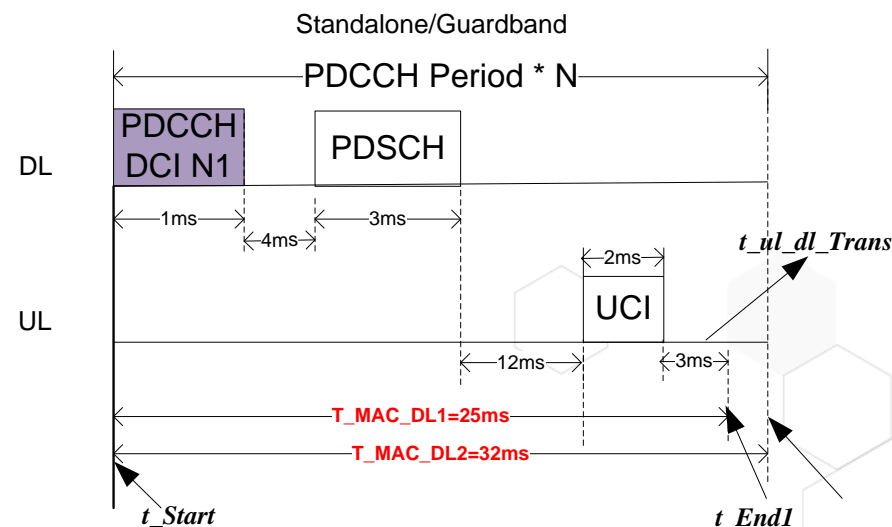 Standalone/Guardband
PDCCH Period * N
PDCCH
DCI N1
PDSCH
DL
1ms
4ms
3ms
t_ul_dl_Trans
2ms
UCI
UL
12ms
3ms
T_MAC_DL1=25ms
T_MAC_DL2=32ms
t_Start
t_End1